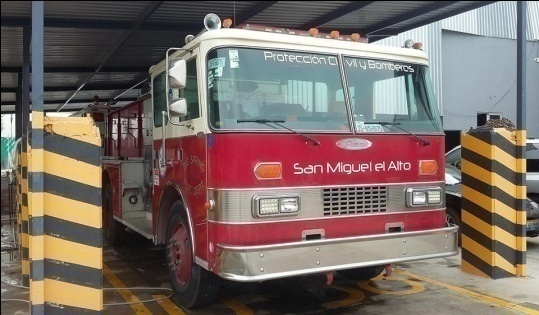 Protección Civil y Bomberos
San Miguel el Alto